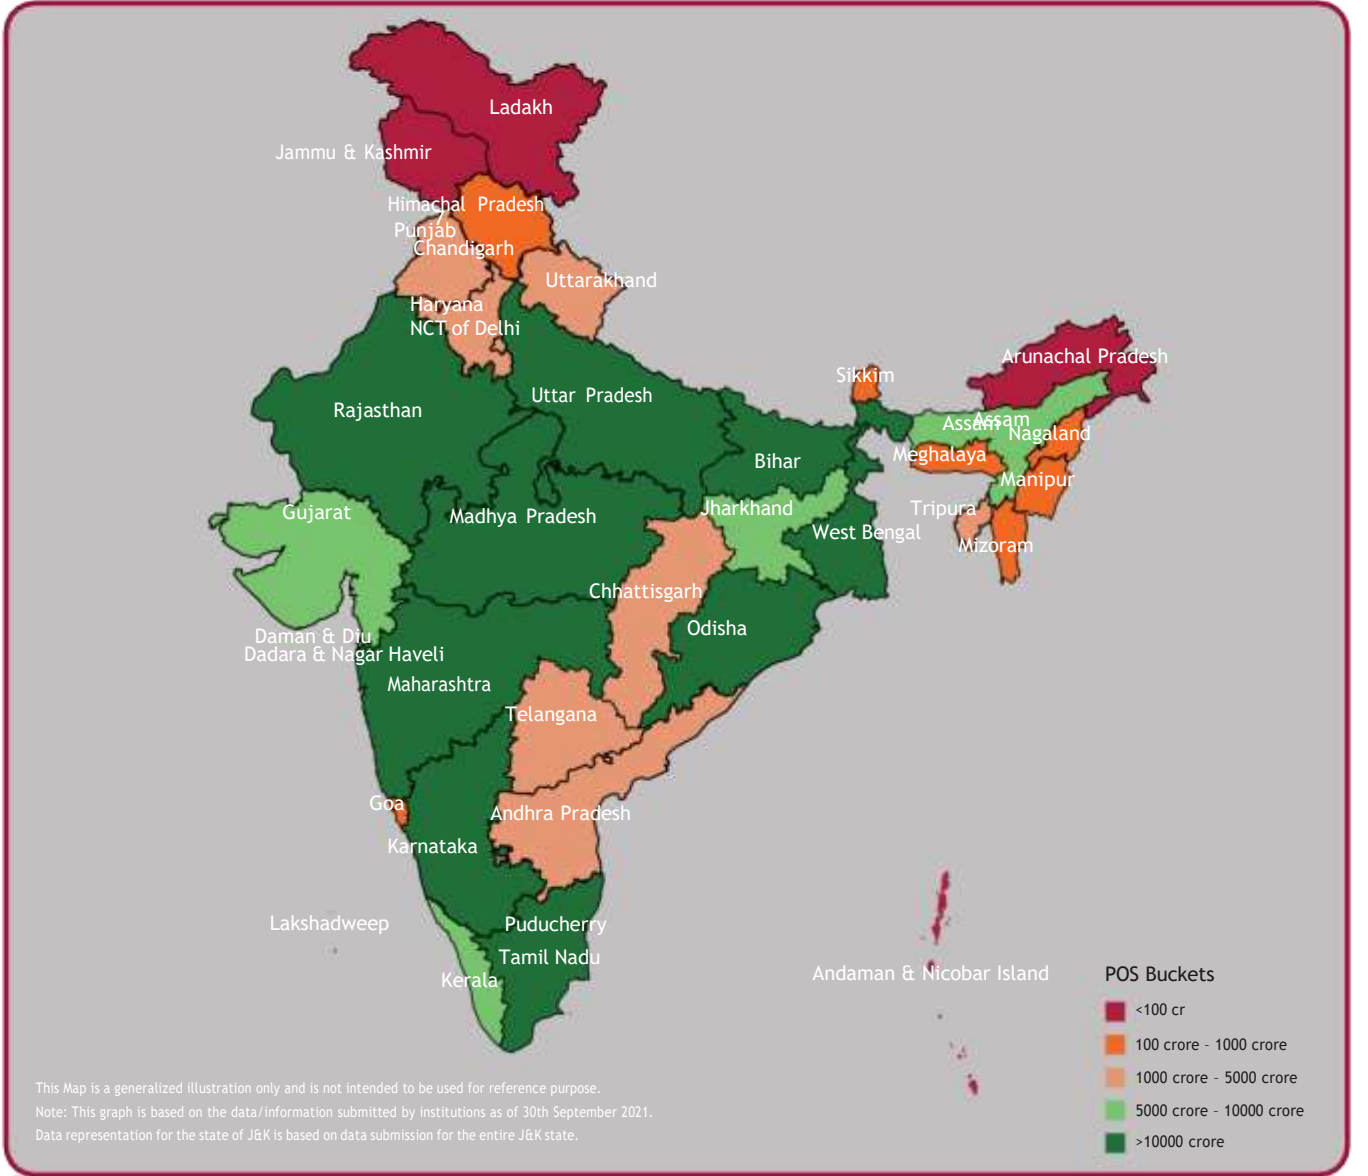 Ladakh
Jammu & Kashmir
Himachal Pradesh
Punjab
Chandigarh
Uttarakhand
Haryana
NCT of Delhi
Arunachal Pradesh
Sikkim
Uttar Pradesh
Rajasthan
Assam
Assam
Nagaland
Meghalaya
Bihar
Manipur
Gujarat
Madhya Pradesh
Jharkhand
Tripura
West Bengal
Mizoram
Chhattisgarh
Odisha
Daman & Diu
Dadara & Nagar Haveli
Maharashtra
Telangana
Goa
Andhra Pradesh
Karnataka
Lakshadweep
Puducherry
Tamil Nadu
Kerala
Andaman & Nicobar Island
POS Buckets
<100 cr
100 crore - 1000 crore
1000 crore - 5000 crore
5000 crore - 10000 crore
>10000 crore
This Map is a generalized illustration only and is not intended to be used for reference purpose.
Note: This graph is based on the data/information submitted by institutions as of 30th September 2021.
Data representation for the state of J&K is based on data submission for the entire J&K state.